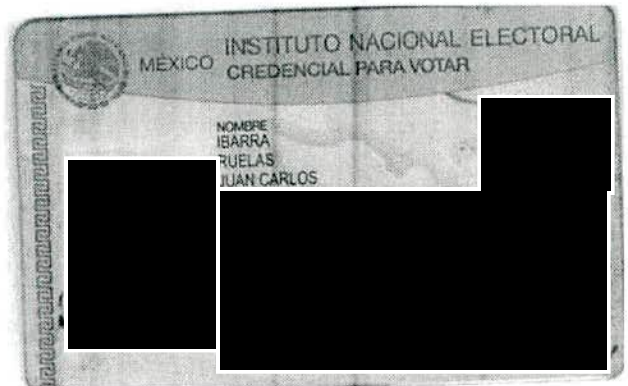 MÉXICO INSTITUTO NACIONAL ELECTORAL
CREDENCIAL PARA VOTAR
NOMBRE
IBARRA
RUELAS
JUAN CARLOS